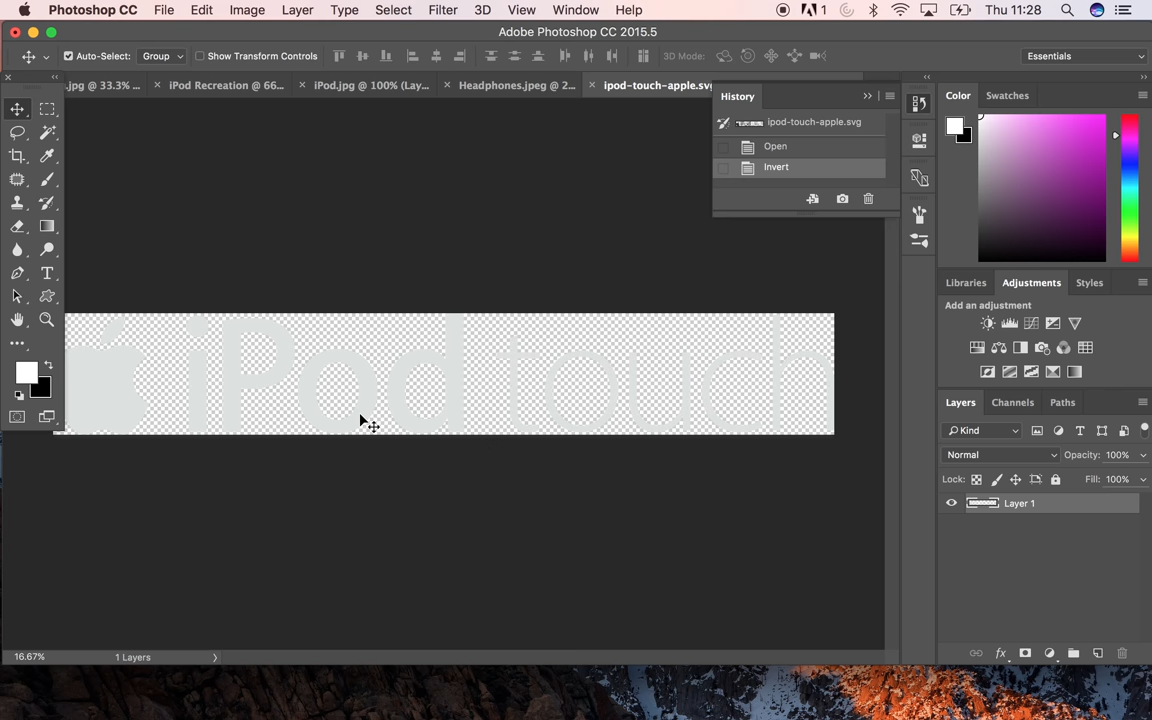 Photoshop CC File Edit Image Layer Type Select Filter 3D View Window Help 1 Thu 11:28
Adobe Photoshop CC 2015.5
Auto-Select: Group Show Transform Controls 3D Mode: Essentials
.jpg @ 33.3% ... iPod Recreation @ 66... iPod.jpg @ 100% (Lay... Headphones.jpeg @ 2... ipod-touch-apple.svg
History
ipod-touch-apple.svg
Open
Invert
Color Swatches
Libraries Adjustments Styles
Add an adjustment
iPod touch
Layers Channels Paths
Kind
Normal Opacity: 100%
Lock: Fill: 100%
Layer 1
fx
16.67% 1 Layers